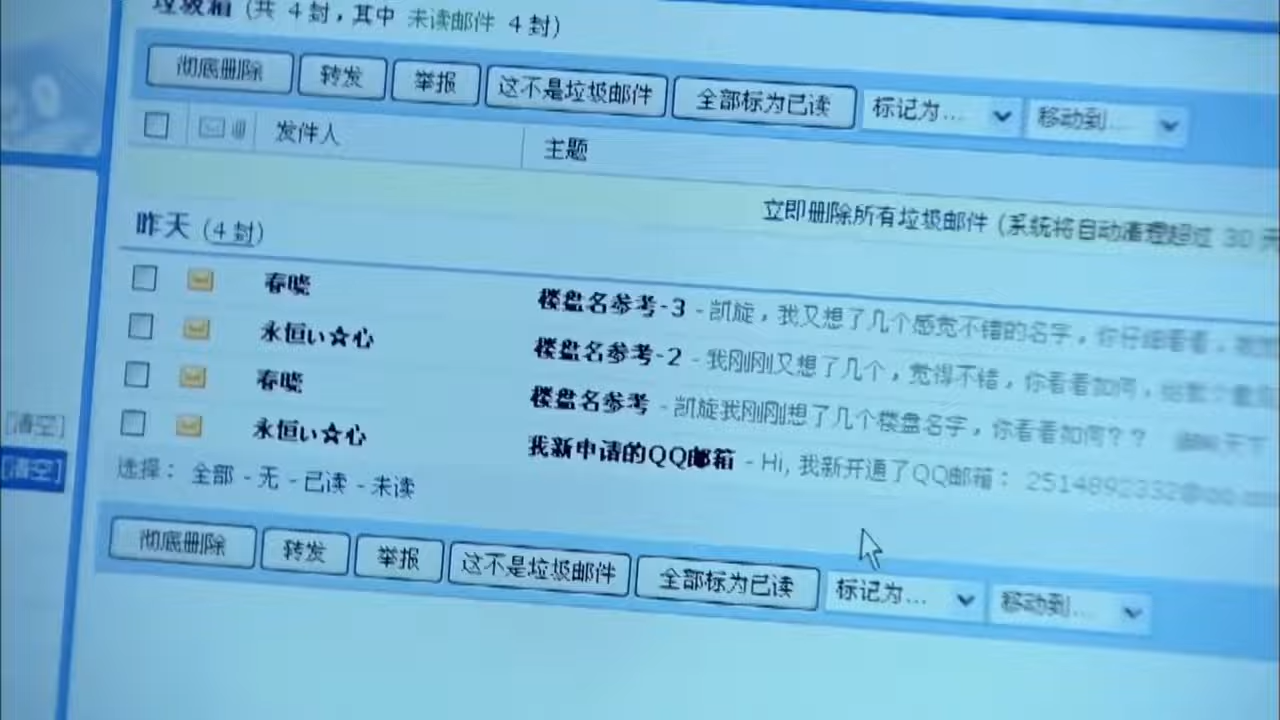 垃圾箱 (共 4 封，其中 未读邮件 4 封)
彻底删除 转发 举报 这不是垃圾邮件 全部标为已读 标记为... 移动到...
发件人 主题
立即删除所有垃圾邮件 (系统将自动清理超过 30 天
昨天 (4 封)
春晓 楼盘名参考-3 - 凯旋，我又想了几个感觉不错的名字，你仔细看看，
永恒い☆心 楼盘名参考-2 - 我刚刚又想了几个，觉得不错，你看看如何，
春晓 楼盘名参考 - 凯旋我刚刚想了几个楼盘名字，你看看如何？？
[清空]
永恒い☆心 我新申请的QQ邮箱 - Hi, 我新开通了QQ邮箱： 2514892332@qq.com
[清空]
选择： 全部 - 无 - 已读 - 未读
彻底删除 转发 举报 这不是垃圾邮件 全部标为已读 标记为... 移动到...